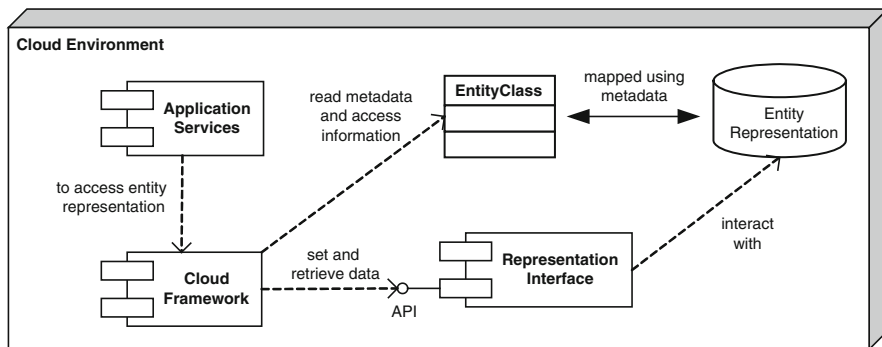 Cloud Environment
Application
Services
read metadata
and access
information
EntityClass
mapped using
metadata
Entity
Representation
to access entity
representation
Cloud
Framework
set and
retrieve data
API
Representation
Interface
interact
with